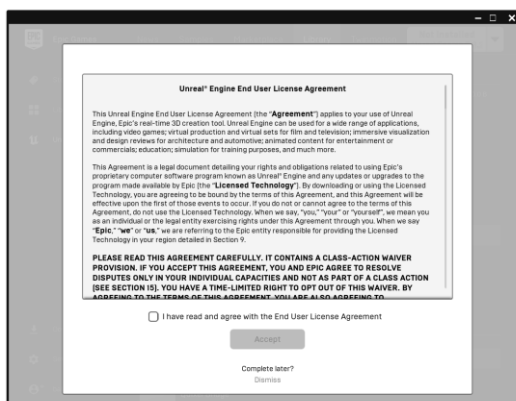 Unreal® Engine End User License Agreement
This Unreal Engine End User License Agreement (the “Agreement”) applies to your use of Unreal
Engine, Epic's real-time 3D creation tool. Unreal Engine can be used for a wide range of applications,
including video games; virtual production and virtual sets for film and television; immersive visualization
and design reviews for architecture and automotive; animated content for entertainment or
commercials; education; simulation for training purposes, and much more.
This Agreement is a legal document detailing your rights and obligations related to using Epic's
proprietary computer software program known as Unreal® Engine and any updates or upgrades to the
program made available by Epic (the “Licensed Technology”). By downloading or using the Licensed
Technology, you are agreeing to be bound by the terms of this Agreement, and this Agreement will be
effective upon the first of those events to occur. If you do not or cannot agree to the terms of this
Agreement, do not use the Licensed Technology. When we say, “you,” “your” or “yourself”, we mean you
as an individual or the legal entity exercising rights under this Agreement through you. When we say
“Epic,” “we” or “us,” we are referring to the Epic entity responsible for providing the Licensed
Technology in your region detailed in Section 9.
PLEASE READ THIS AGREEMENT CAREFULLY. IT CONTAINS A CLASS-ACTION WAIVER
PROVISION. IF YOU ACCEPT THIS AGREEMENT, YOU AND EPIC AGREE TO RESOLVE
DISPUTES ONLY IN YOUR INDIVIDUAL CAPACITIES AND NOT AS PART OF A CLASS ACTION
(SEE SECTION 15). YOU HAVE A TIME-LIMITED RIGHT TO OPT OUT OF THIS WAIVER. BY
AGREEING TO THE TERMS OF THIS AGREEMENT, YOU ARE ALSO AGREEING TO
I have read and agree with the End User License Agreement
Accept
Complete later?
Dismiss